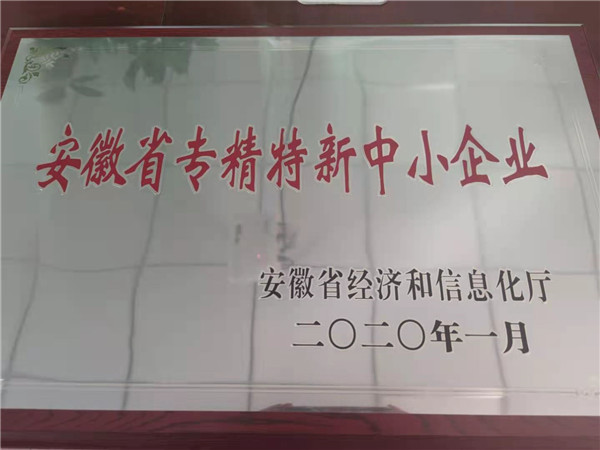 安徽省专精特新中小企业
安徽省经济和信息化厅
二〇二〇年一月